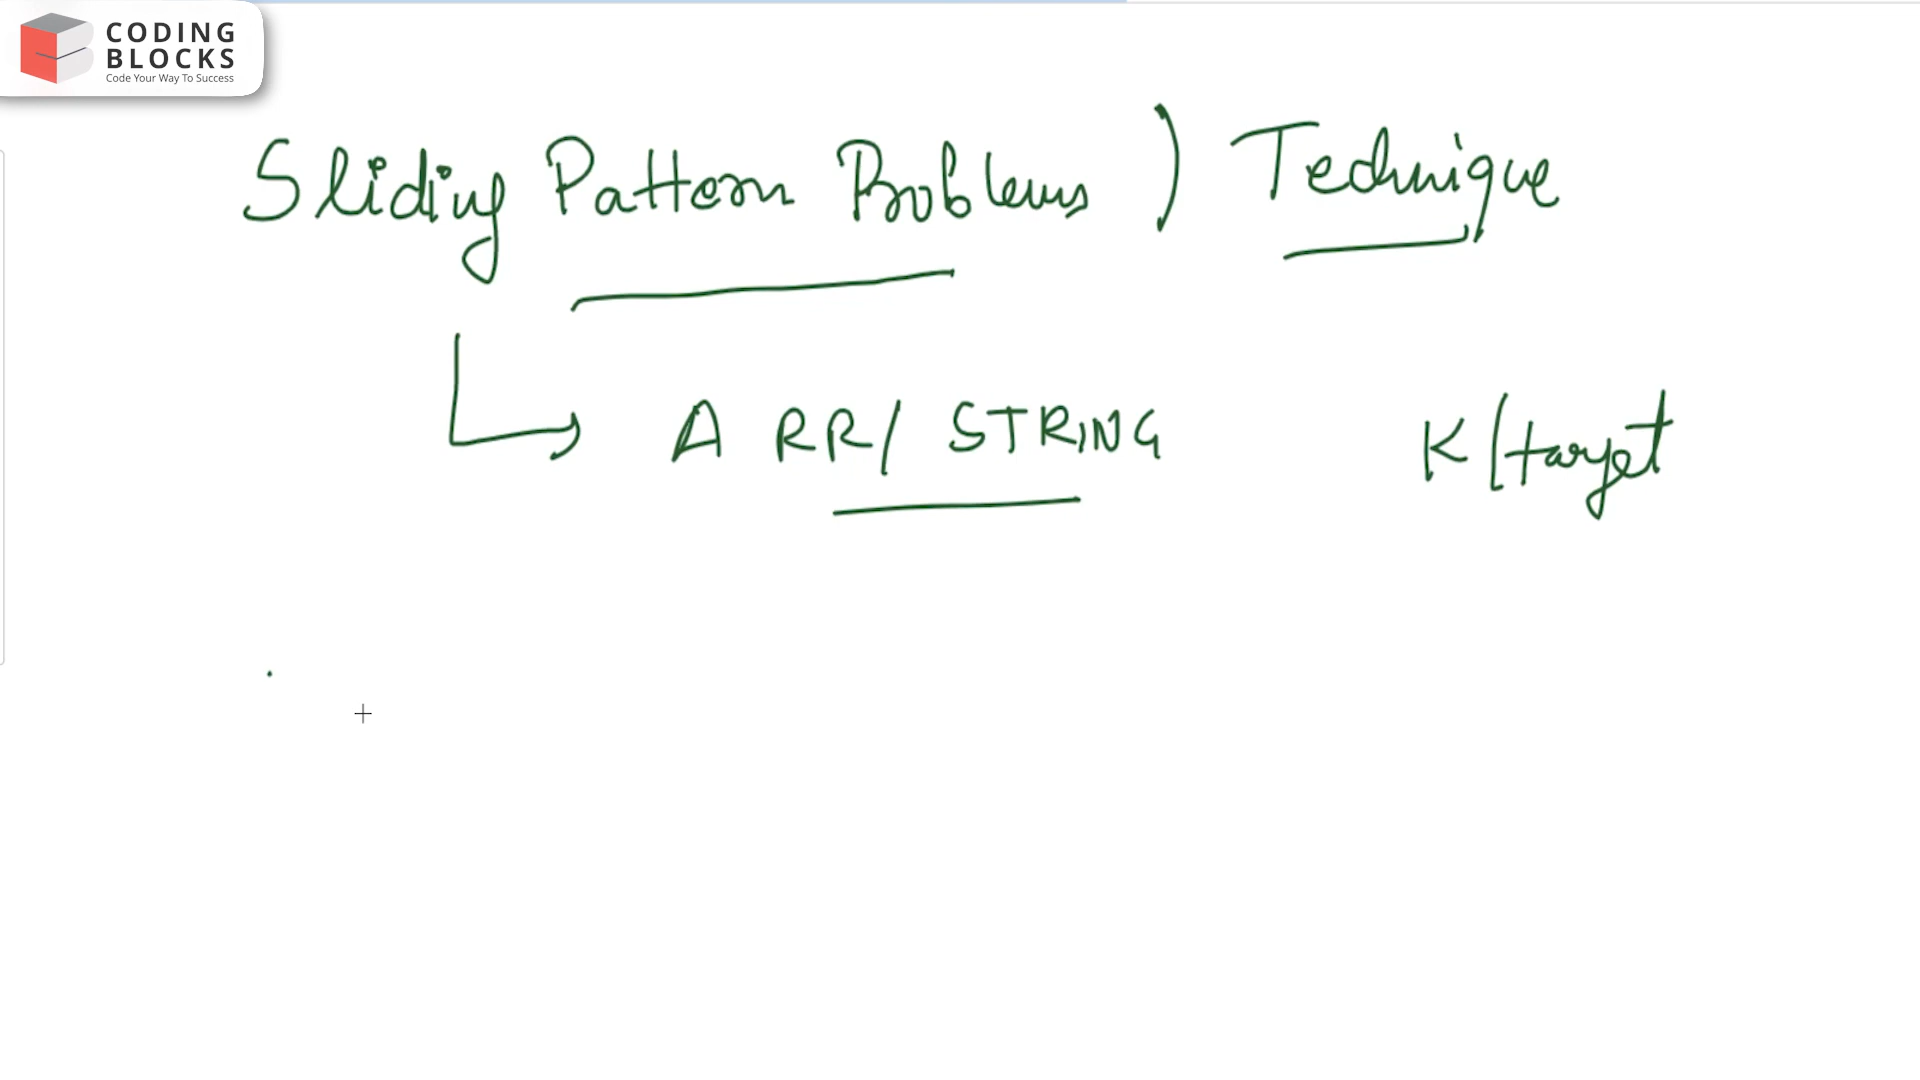 CODING
BLOCKS
Code Your Way To Success
Sliding Pattern Problems ) Technique
ARR/ STRING K/target